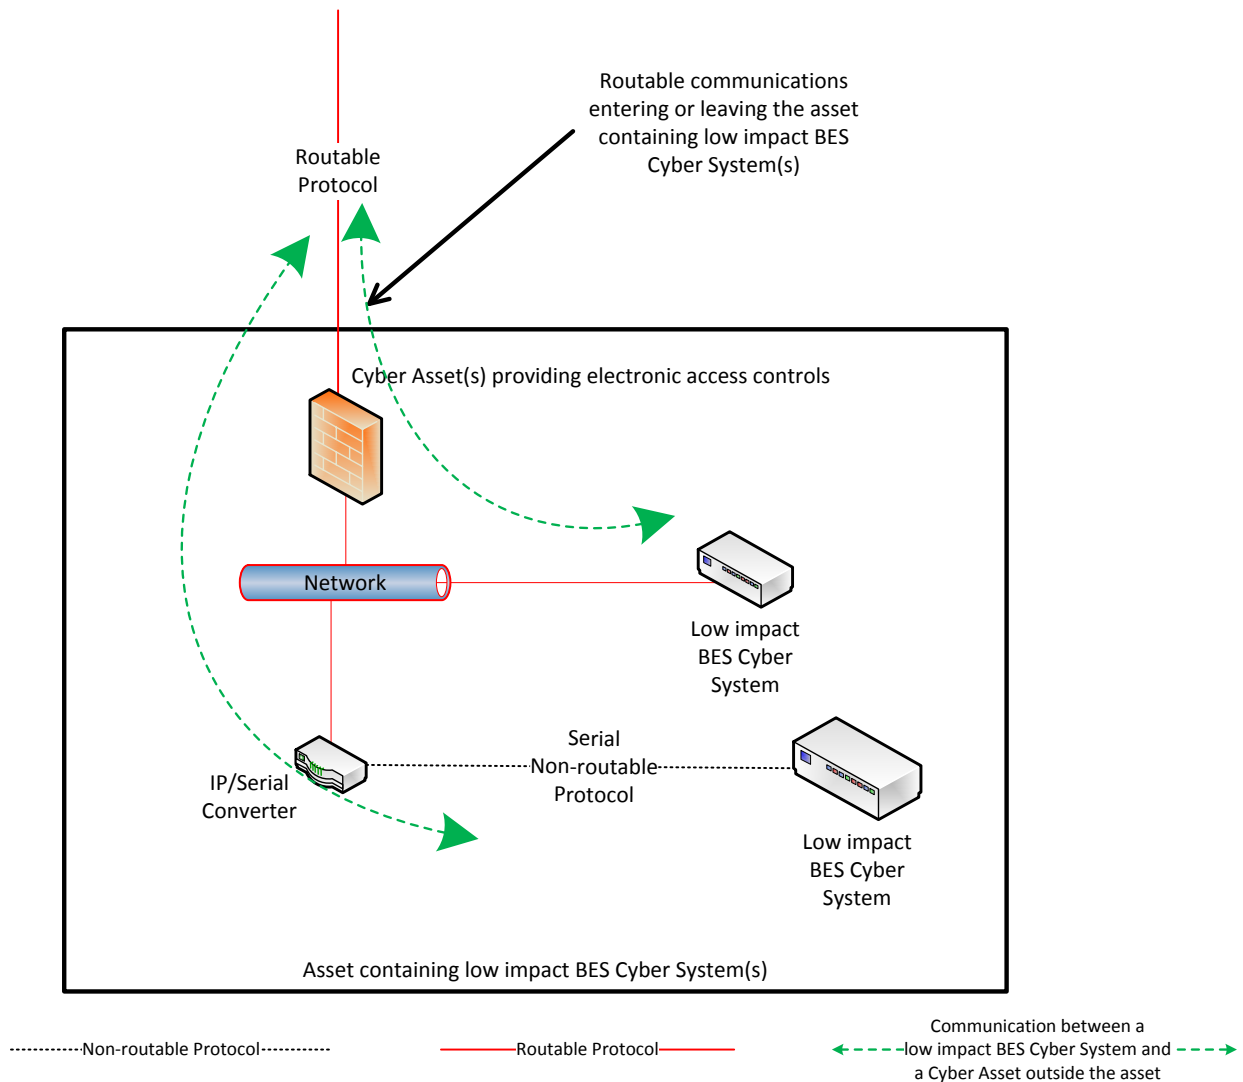 Routable communications
entering or leaving the asset
containing low impact BES
Cyber System(s)
Routable
Protocol
Cyber Asset(s) providing electronic access controls
Network
Low impact
BES Cyber
System
Serial
Non-routable
Protocol
IP/Serial
Converter
Low impact
BES Cyber
System
Asset containing low impact BES Cyber System(s)
Non-routable Protocol
Routable Protocol
Communication between a
low impact BES Cyber System and
a Cyber Asset outside the asset